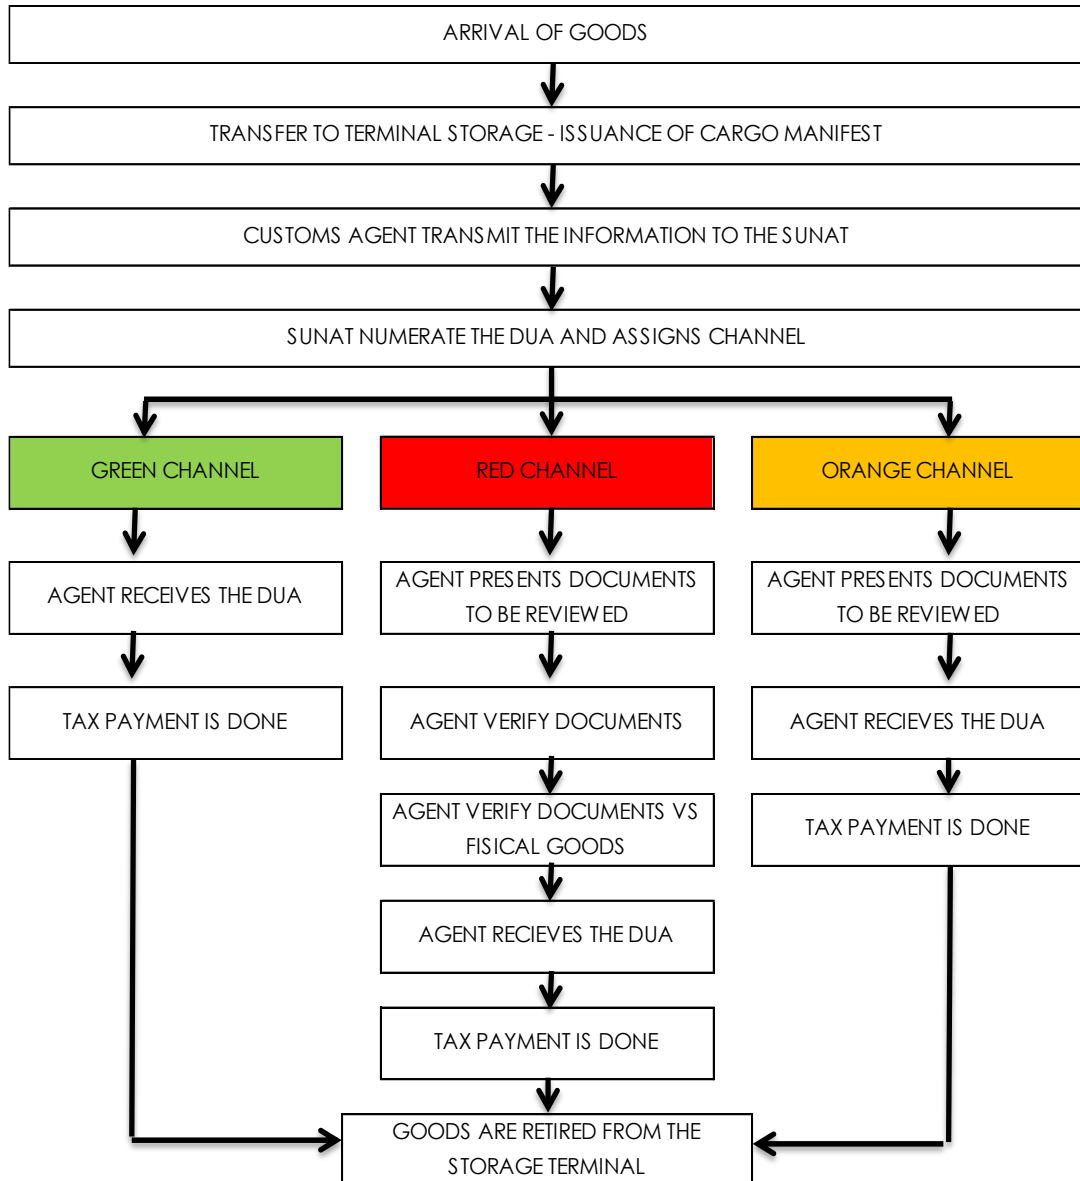 ARRIVAL OF GOODS
TRANSFER TO TERMINAL STORAGE - ISSUANCE OF CARGO MANIFEST
CUSTOMS AGENT TRANSMIT THE INFORMATION TO THE SUNAT
SUNAT NUMERATE THE DUA AND ASSIGNS CHANNEL
GREEN CHANNEL
RED CHANNEL
ORANGE CHANNEL
AGENT RECEIVES THE DUA
AGENT PRESENTS DOCUMENTS
TO BE REVIEWED
AGENT PRESENTS DOCUMENTS
TO BE REVIEWED
TAX PAYMENT IS DONE
AGENT VERIFY DOCUMENTS
AGENT RECIEVES THE DUA
AGENT VERIFY DOCUMENTS VS
FISICAL GOODS
TAX PAYMENT IS DONE
AGENT RECIEVES THE DUA
TAX PAYMENT IS DONE
GOODS ARE RETIRED FROM THE
STORAGE TERMINAL